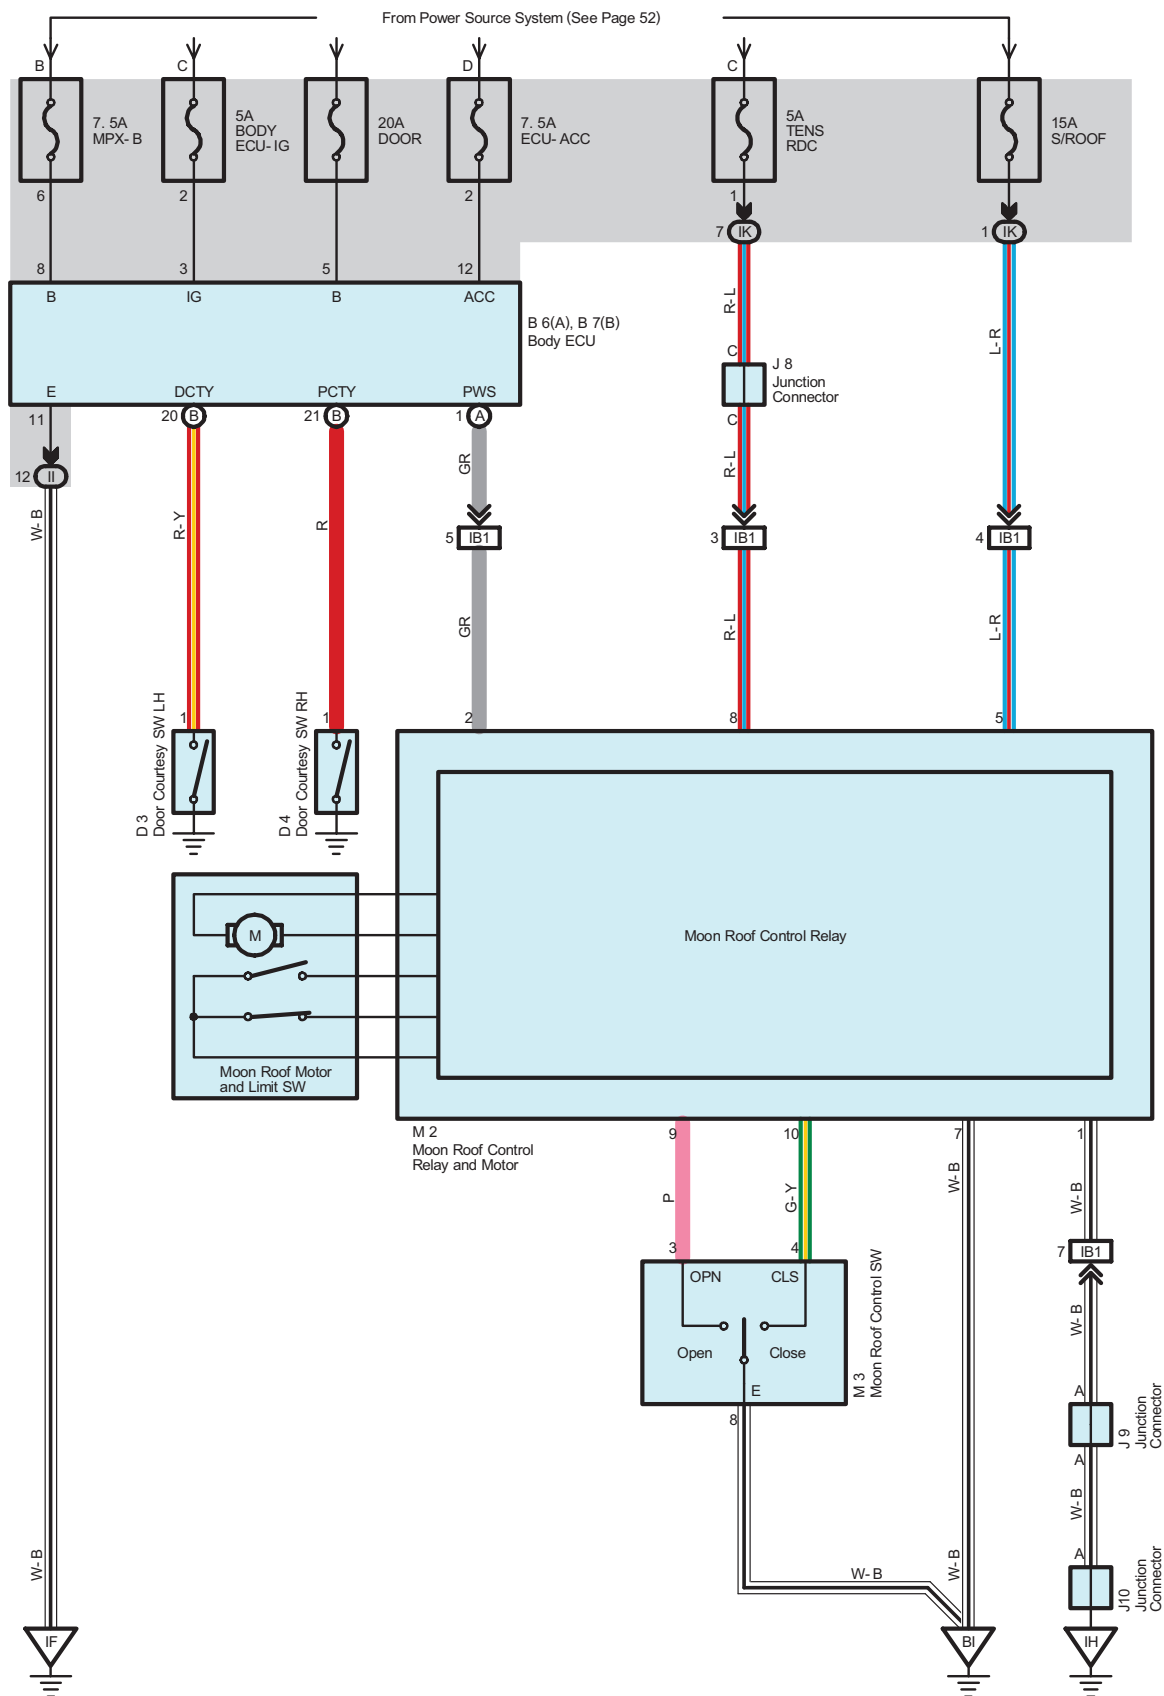 From Power Source System (See Page 52)
B
C
D
C
7. 5A
MPX- B
5A
BODY
ECU- IG
20A
DOOR
7. 5A
ECU- ACC
5A
TENS
RDC
15A
S/ROOF
6
2
2
1
7 IK
1 IK
8
3
5
12
B
IG
B
ACC
B 6(A), B 7(B)
Body ECU
E
DCTY
PCTY
PWS
11
20 B
21 B
1 A
12 II
R- L
L- R
C
J 8
Junction
Connector
C
W- B
R- Y
R
GR
R- L
5 IB1
3 IB1
4 IB1
GR
R- L
L- R
1
1
2
8
5
D 3
Door Courtesy SW LH
D 4
Door Courtesy SW RH
M
Moon Roof Control Relay
Moon Roof Motor
and Limit SW
M 2
Moon Roof Control
Relay and Motor
9
10
7
1
P
G- Y
W- B
W- B
3
4
7 IB1
OPN
CLS
Open
Close
E
8
M 3
Moon Roof Control SW
W- B
A
J 9
Junction
Connector
A
W- B
A
J10
Junction
Connector
W- B
W- B
W- B
IF
BI
IH